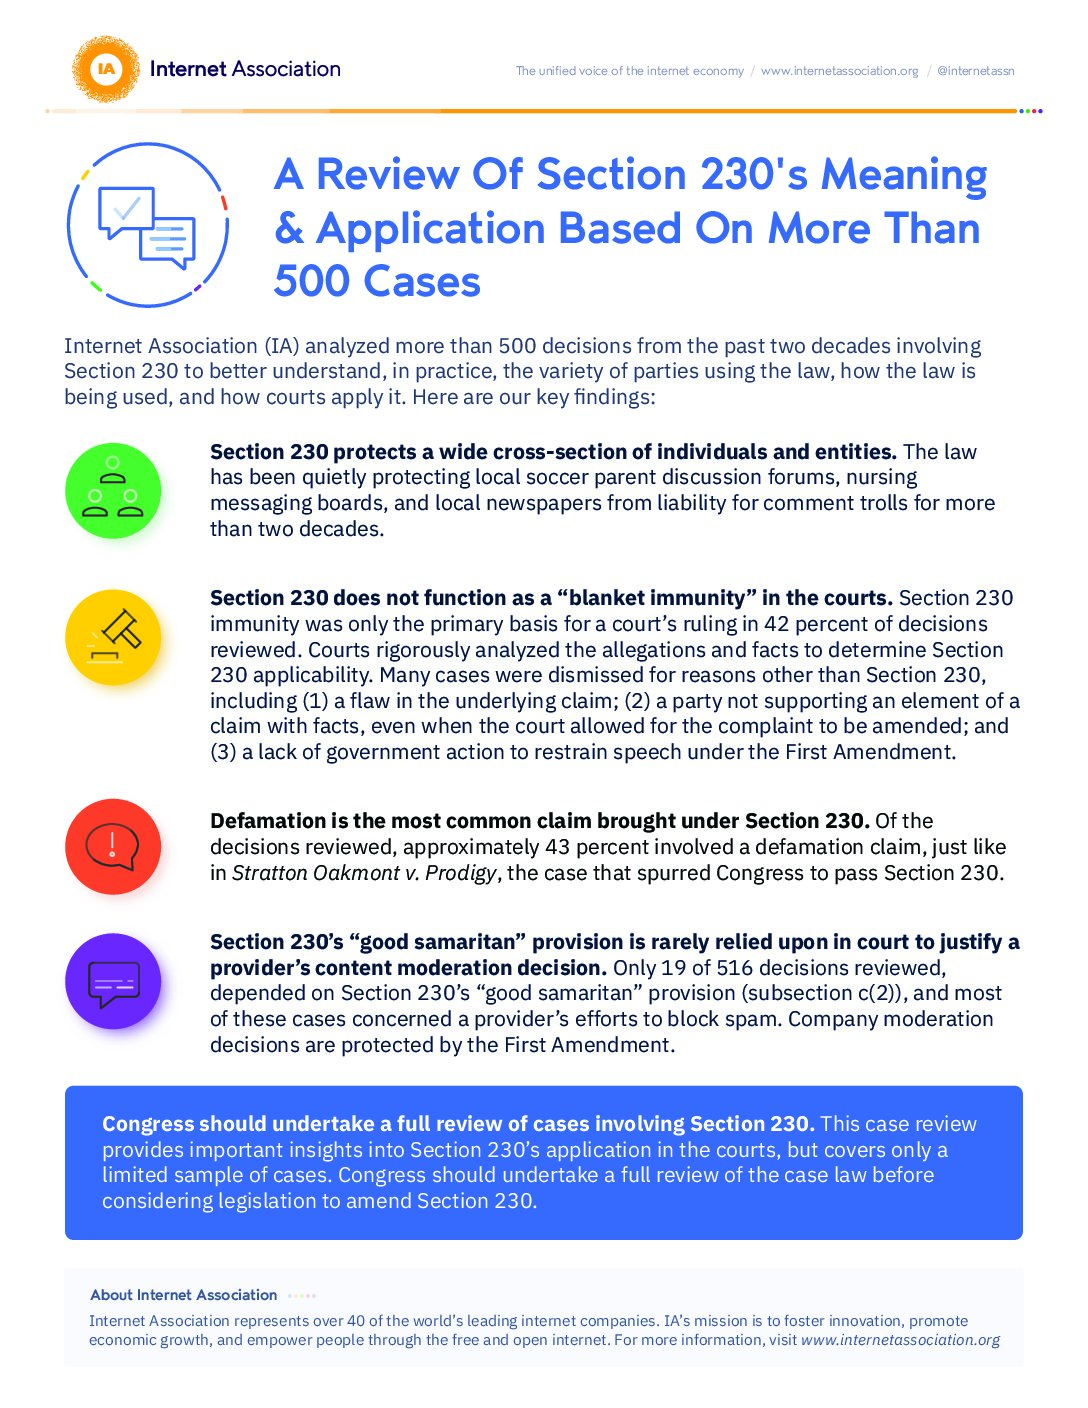 IA Internet Association
The unified voice of the internet economy / www.internetassociation.org / @internetassn
A Review Of Section 230's Meaning
& Application Based On More Than
500 Cases
Internet Association (IA) analyzed more than 500 decisions from the past two decades involving
Section 230 to better understand, in practice, the variety of parties using the law, how the law is
being used, and how courts apply it. Here are our key findings:
Section 230 protects a wide cross-section of individuals and entities. The law
has been quietly protecting local soccer parent discussion forums, nursing
messaging boards, and local newspapers from liability for comment trolls for more
than two decades.
Section 230 does not function as a “blanket immunity” in the courts. Section 230
immunity was only the primary basis for a court’s ruling in 42 percent of decisions
reviewed. Courts rigorously analyzed the allegations and facts to determine Section
230 applicability. Many cases were dismissed for reasons other than Section 230,
including (1) a flaw in the underlying claim; (2) a party not supporting an element of a
claim with facts, even when the court allowed for the complaint to be amended; and
(3) a lack of government action to restrain speech under the First Amendment.
Defamation is the most common claim brought under Section 230. Of the
decisions reviewed, approximately 43 percent involved a defamation claim, just like
in Stratton Oakmont v. Prodigy, the case that spurred Congress to pass Section 230.
Section 230’s “good samaritan” provision is rarely relied upon in court to justify a
provider’s content moderation decision. Only 19 of 516 decisions reviewed,
depended on Section 230’s “good samaritan” provision (subsection c(2)), and most
of these cases concerned a provider’s efforts to block spam. Company moderation
decisions are protected by the First Amendment.
Congress should undertake a full review of cases involving Section 230. This case review
provides important insights into Section 230’s application in the courts, but covers only a
limited sample of cases. Congress should undertake a full review of the case law before
considering legislation to amend Section 230.
About Internet Association
Internet Association represents over 40 of the world’s leading internet companies. IA’s mission is to foster innovation, promote
economic growth, and empower people through the free and open internet. For more information, visit www.internetassociation.org